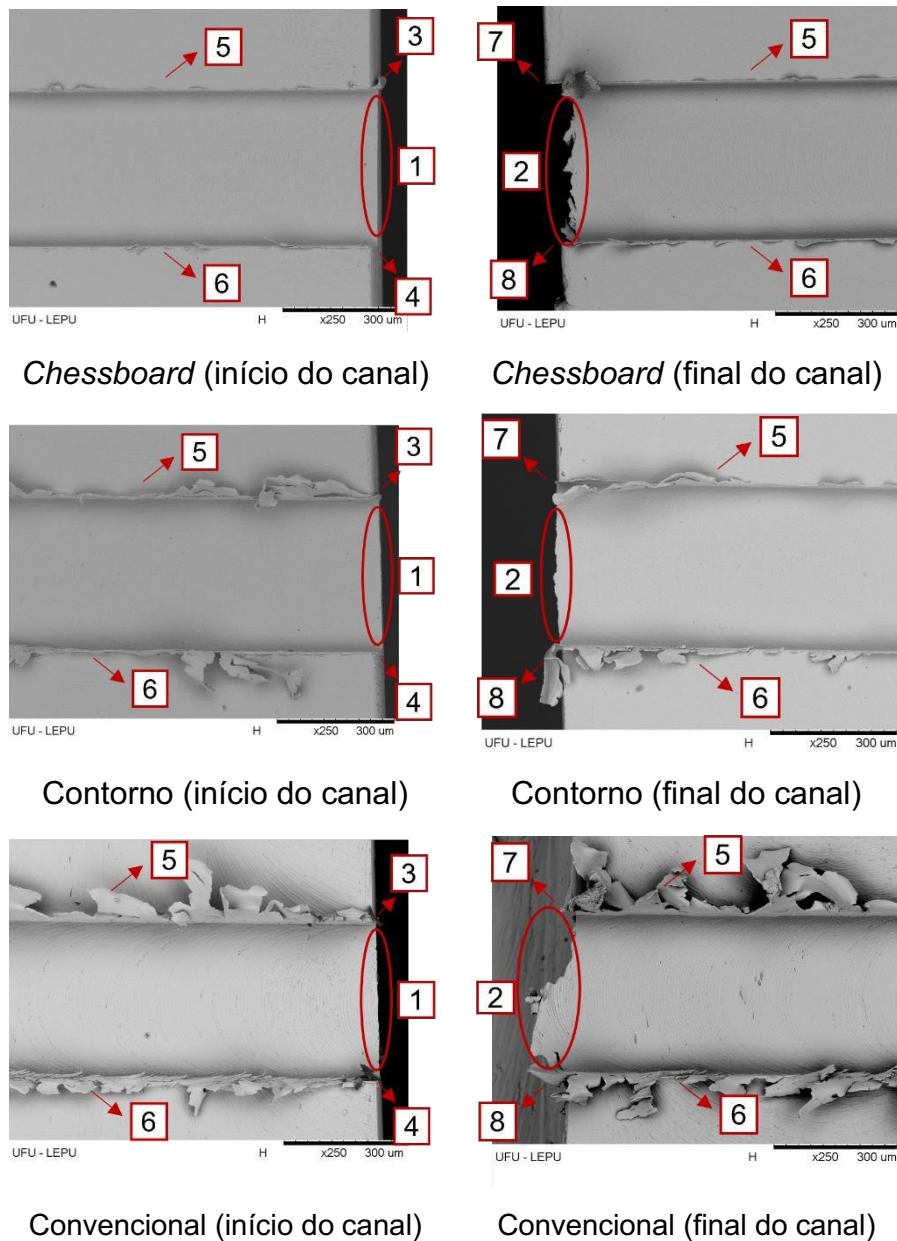 5
3
1
6
4
UFU - LEPU H x250 300 um
7
5
2
8
6
UFU - LEPU H x250 300 um
Chessboard (início do canal)
Chessboard (final do canal)
5
3
1
6
4
UFU - LEPU H x250 300 um
7
5
2
8
6
UFU - LEPU H x250 300 um
Contorno (início do canal)
Contorno (final do canal)
5
3
1
6
4
UFU - LEPU H x250 300 um
7
5
2
8
6
UFU - LEPU H x250 300 um
Convencional (início do canal)
Convencional (final do canal)